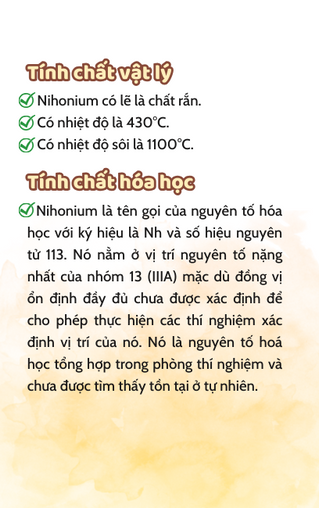 Tính chất vật lý
Nihonium có lẽ là chất rắn.
Có nhiệt độ là 430°C.
Có nhiệt độ sôi là 1100°C.
Tính chất hóa học
Nihonium là tên gọi của nguyên tố hóa
học với ký hiệu là Nh và số hiệu nguyên
tử 113. Nó nằm ở vị trí nguyên tố nặng
nhất của nhóm 13 (IIIA) mặc dù đồng vị
ổn định đầy đủ chưa được xác định để
cho phép thực hiện các thí nghiệm xác
định vị trí của nó. Nó là nguyên tố hoá
học tổng hợp trong phòng thí nghiệm và
chưa được tìm thấy tồn tại ở tự nhiên.